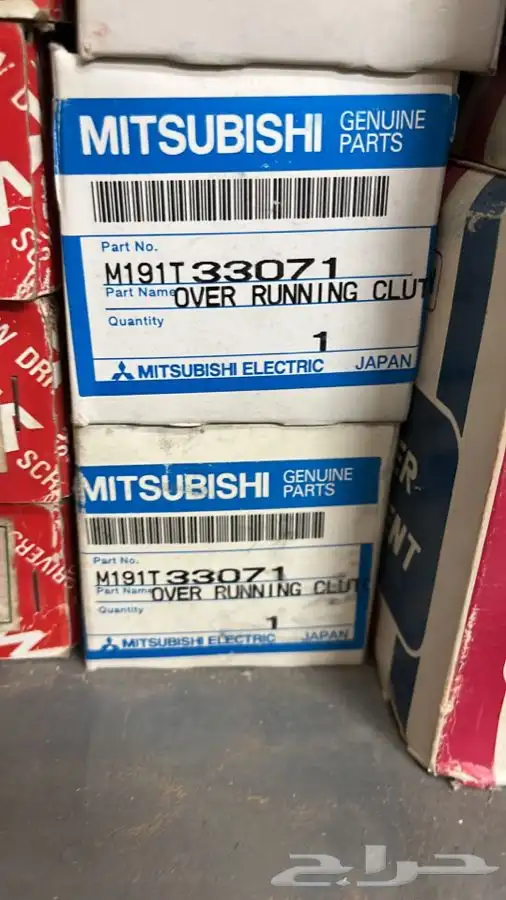 MITSUBISHI GENUINE PARTS
Part No.
M191T33071
Part Name OVER RUNNING CLUT
Quantity
1
MITSUBISHI ELECTRIC JAPAN
MITSUBISHI GENUINE PARTS
Part No.
M191T33071
Part Name OVER RUNNING CLUT
Quantity
1
MITSUBISHI ELECTRIC JAPAN
حراج